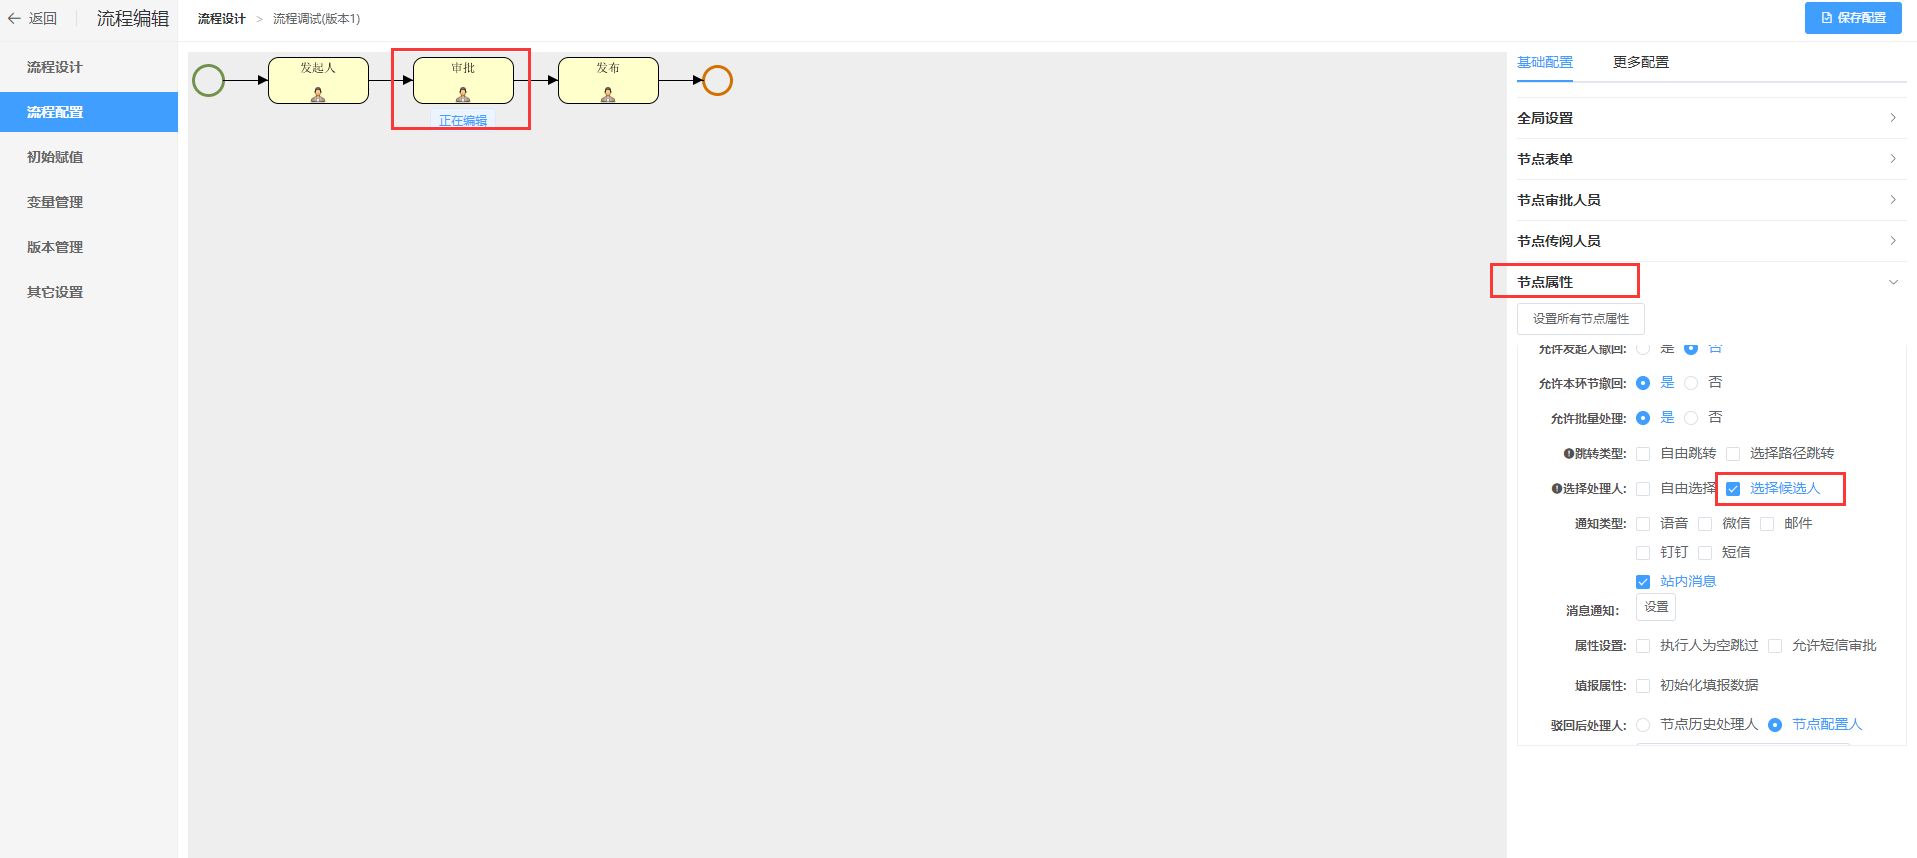 返回
流程编辑
流程设计 > 流程调试(版本1)
保存配置
流程设计
流程配置
初始赋值
变量管理
版本管理
其它设置
发起人
审批
发布
正在编辑
基础配置 更多配置
全局设置
节点表单
节点审批人员
节点传阅人员
节点属性
设置所有节点属性
允许发起人撤回: 是 否
允许本环节撤回: 是 否
允许批量处理: 是 否
跳转类型: 自由跳转 选择路径跳转
选择处理人: 自由选择 选择候选人
通知类型: 语音 微信 邮件
钉钉 短信
站内消息
消息通知: 设置
属性设置: 执行人为空跳过 允许短信审批
填报属性: 初始化填报数据
驳回后处理人: 节点历史处理人 节点配置人